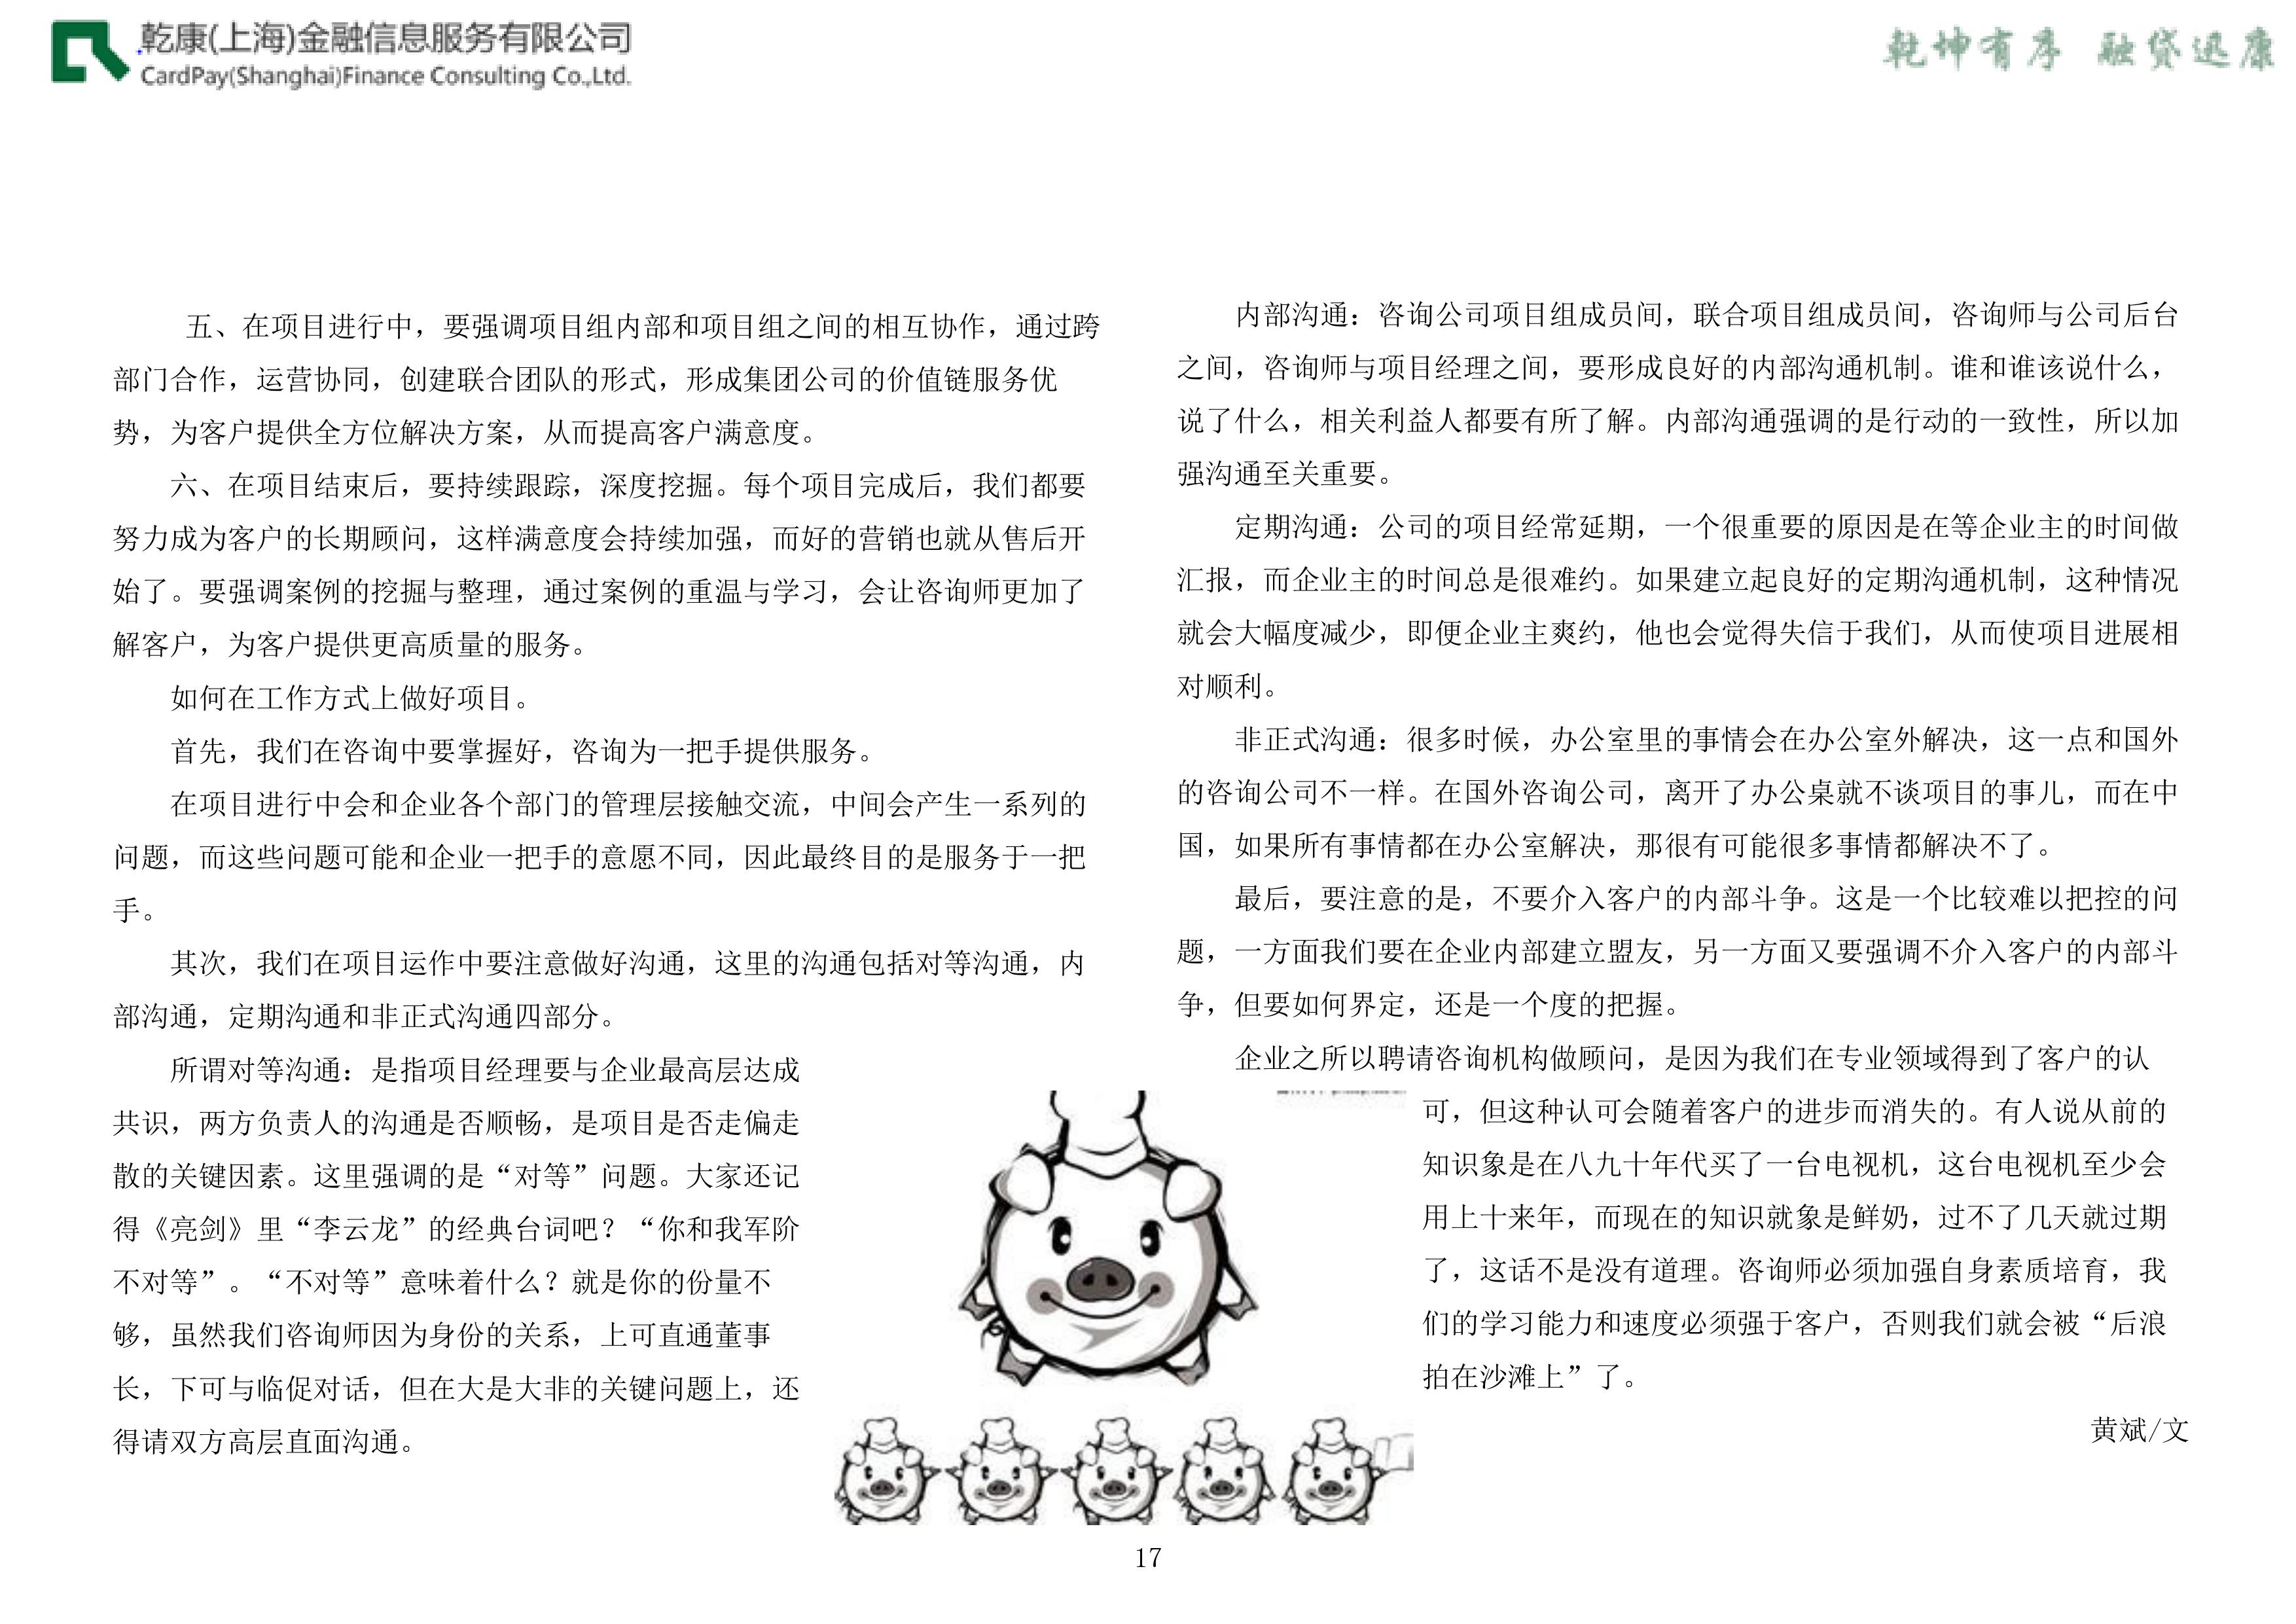 乾康(上海)金融信息服务有限公司
CardPay(Shanghai)Finance Consulting Co.,Ltd.
乾坤有序 融贷迅康
五、在项目进行中，要强调项目组内部和项目组之间的相互协作，通过跨
部门合作，运营协同，创建联合团队的形式，形成集团公司的价值链服务优
势，为客户提供全方位解决方案，从而提高客户满意度。
六、在项目结束后，要持续跟踪，深度挖掘。每个项目完成后，我们都要
努力成为客户的长期顾问，这样满意度会持续加强，而好的营销也就从售后开
始了。要强调案例的挖掘与整理，通过案例的重温与学习，会让咨询师更加了
解客户，为客户提供更高质量的服务。
如何在工作方式上做好项目。
首先，我们在咨询中要掌握好，咨询为一把手提供服务。
在项目进行中会和企业各个部门的管理层接触交流，中间会产生一系列的
问题，而这些问题可能和企业一把手的意愿不同，因此最终目的是服务于一把
手。
其次，我们在项目运作中要注意做好沟通，这里的沟通包括对等沟通，内
部沟通，定期沟通和非正式沟通四部分。
所谓对等沟通：是指项目经理要与企业最高层达成
共识，两方负责人的沟通是否顺畅，是项目是否走偏走
散的关键因素。这里强调的是“对等”问题。大家还记
得《亮剑》里“李云龙”的经典台词吧？“你和我军阶
不对等”。“不对等”意味着什么？就是你的份量不
够，虽然我们咨询师因为身份的关系，上可直通董事
长，下可与临促对话，但在大是大非的关键问题上，还
得请双方高层直面沟通。
内部沟通：咨询公司项目组成员间，联合项目组成员间，咨询师与公司后台
之间，咨询师与项目经理之间，要形成良好的内部沟通机制。谁和谁该说什么，
说了什么，相关利益人都要有所了解。内部沟通强调的是行动的一致性，所以加
强沟通至关重要。
定期沟通：公司的项目经常延期，一个很重要的原因是在等企业主的时间做
汇报，而企业主的时间总是很难约。如果建立起良好的定期沟通机制，这种情况
就会大幅度减少，即便企业主爽约，他也会觉得失信于我们，从而使项目进展相
对顺利。
非正式沟通：很多时候，办公室里的事情会在办公室外解决，这一点和国外
的咨询公司不一样。在国外咨询公司，离开了办公桌就不谈项目的事儿，而在中
国，如果所有事情都在办公室解决，那很有可能很多事情都解决不了。
最后，要注意的是，不要介入客户的内部斗争。这是一个比较难以把控的问
题，一方面我们要在企业内部建立盟友，另一方面又要强调不介入客户的内部斗
争，但要如何界定，还是一个度的把握。
企业之所以聘请咨询机构做顾问，是因为我们在专业领域得到了客户的认
可，但这种认可会随着客户的进步而消失的。有人说从前的
知识象是在八九十年代买了一台电视机，这台电视机至少会
用上十来年，而现在的知识就象是鲜奶，过不了几天就过期
了，这话不是没有道理。咨询师必须加强自身素质培育，我
们的学习能力和速度必须强于客户，否则我们就会被“后浪
拍在沙滩上”了。
黄斌/文
17